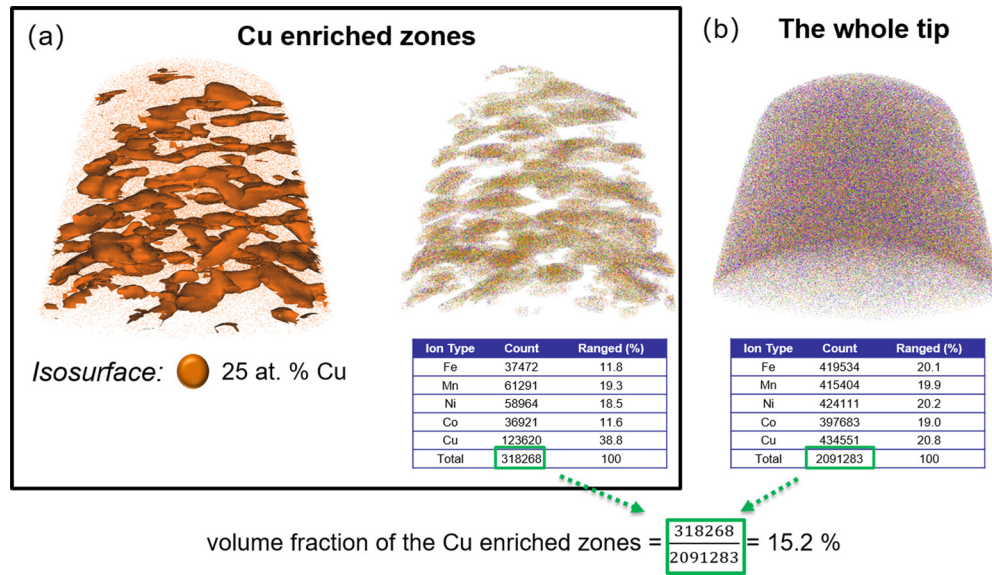 (a) Cu enriched zones
(b) The whole tip
Isosurface: 25 at. % Cu
Ion Type Count Ranged (%)
Fe 37472 11.8
Mn 61291 19.3
Ni 58964 18.5
Co 36921 11.6
Cu 123620 38.8
Total 318268 100
Ion Type Count Ranged (%)
Fe 419534 20.1
Mn 415404 19.9
Ni 424111 20.2
Co 397683 19.0
Cu 434551 20.8
Total 2091283 100
volume fraction of the Cu enriched zones = 318268 / 2091283 = 15.2 %